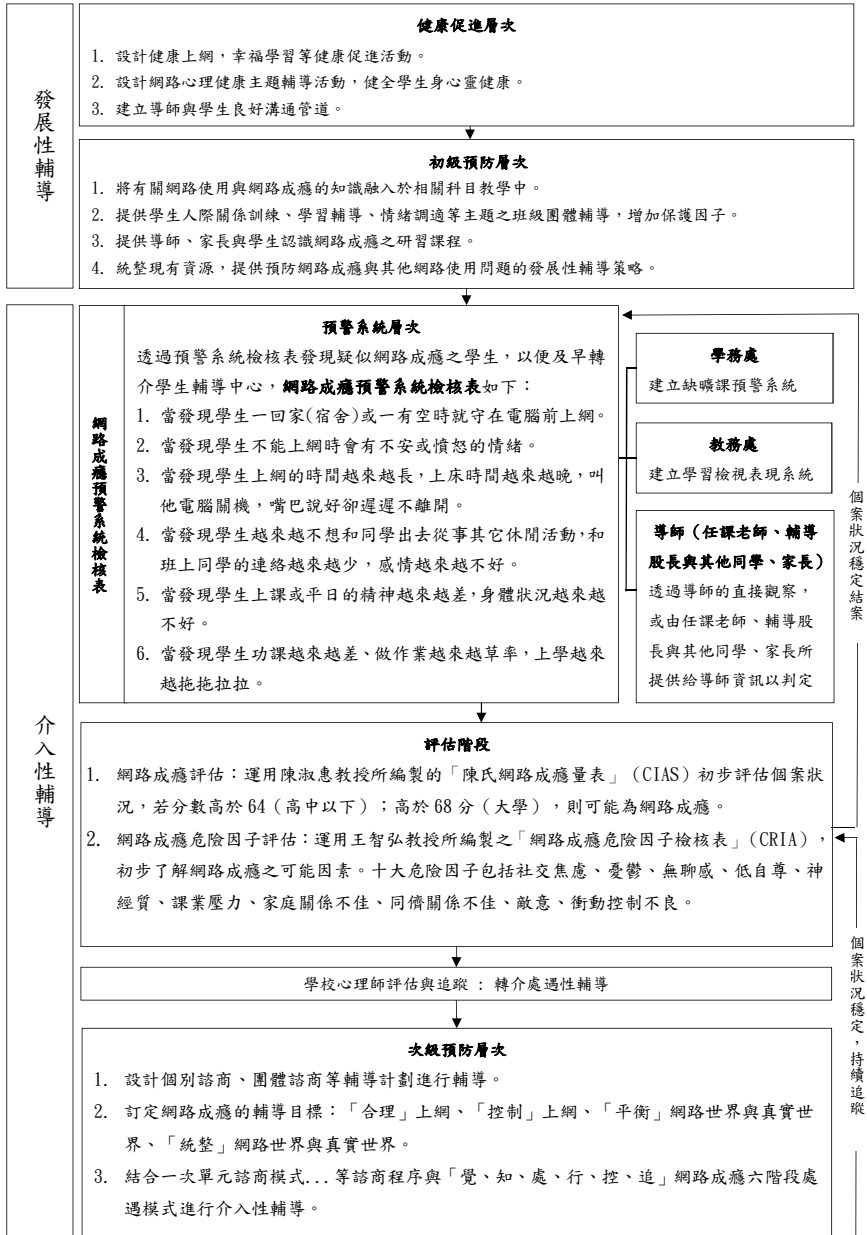 發展性輔導
健康促進層次
1. 設計健康上網，幸福學習等健康促進活動。
2. 設計網路心理健康主題輔導活動，健全學生身心靈健康。
3. 建立導師與學生良好溝通管道。
初級預防層次
1. 將有關網路使用與網路成癮的知識融入於相關科目教學中。
2. 提供學生人際關係訓練、學習輔導、情緒調適等主題之班級團體輔導，增加保護因子。
3. 提供導師、家長與學生認識網路成癮之研習課程。
4. 統整現有資源，提供預防網路成癮與其他網路使用問題的發展性輔導策略。
介入性輔導
網路成癮預警系統檢核表
預警系統層次
透過預警系統檢核表發現疑似網路成癮之學生，以便及早轉
介學生輔導中心，網路成癮預警系統檢核表如下：
1. 當發現學生一回家(宿舍)或一有空時就守在電腦前上網。
2. 當發現學生不能上網時會有不安或憤怒的情緒。
3. 當發現學生上網的時間越來越長，上床時間越來越晚，叫
他電腦關機，嘴巴說好卻遲遲不離開。
4. 當發現學生越來越不想和同學出去從事其它休閒活動，和
班上同學的連絡越來越少，感情越來越不好。
5. 當發現學生上課或平日的精神越來越差，身體狀況越來越
不好。
6. 當發現學生功課越來越差、做作業越來越草率，上學越來
越拖拖拉拉。
學務處
建立缺曠課預警系統
教務處
建立學習檢視表現系統
導師（任課老師、輔導
股長與其他同學、家長）
透過導師的直接觀察，
或由任課老師、輔導股
長與其他同學、家長所
提供給導師資訊以判定
個案狀況穩定結案
評估階段
1. 網路成癮評估：運用陳淑惠教授所編製的「陳氏網路成癮量表」（CIAS）初步評估個案狀
況，若分數高於 64（高中以下）；高於 68 分（大學），則可能為網路成癮。
2. 網路成癮危險因子評估：運用王智弘教授所編製之「網路成癮危險因子檢核表」（CRIA），
初步了解網路成癮之可能因素。十大危險因子包括社交焦慮、憂鬱、無聊感、低自尊、神
經質、課業壓力、家庭關係不佳、同儕關係不佳、敵意、衝動控制不良。
學校心理師評估與追蹤 : 轉介處遇性輔導
個案狀況穩定，持續追蹤
次級預防層次
1. 設計個別諮商、團體諮商等輔導計劃進行輔導。
2. 訂定網路成癮的輔導目標：「合理」上網、「控制」上網、「平衡」網路世界與真實世
界、「統整」網路世界與真實世界。
3. 結合一次單元諮商模式...等諮商程序與「覺、知、處、行、控、追」網路成癮六階段處
遇模式進行介入性輔導。